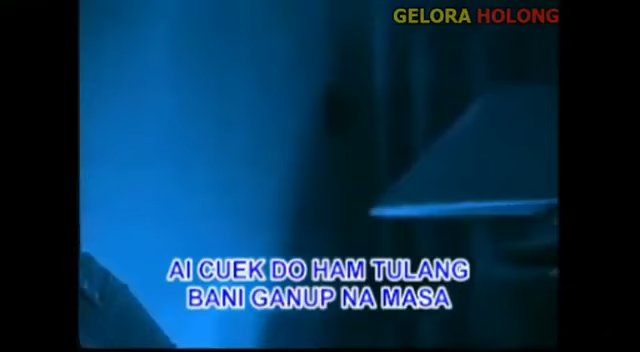 GELORA HOLONG
AI CUEK DO HAM TULANG
BANI GANUP NA MASA